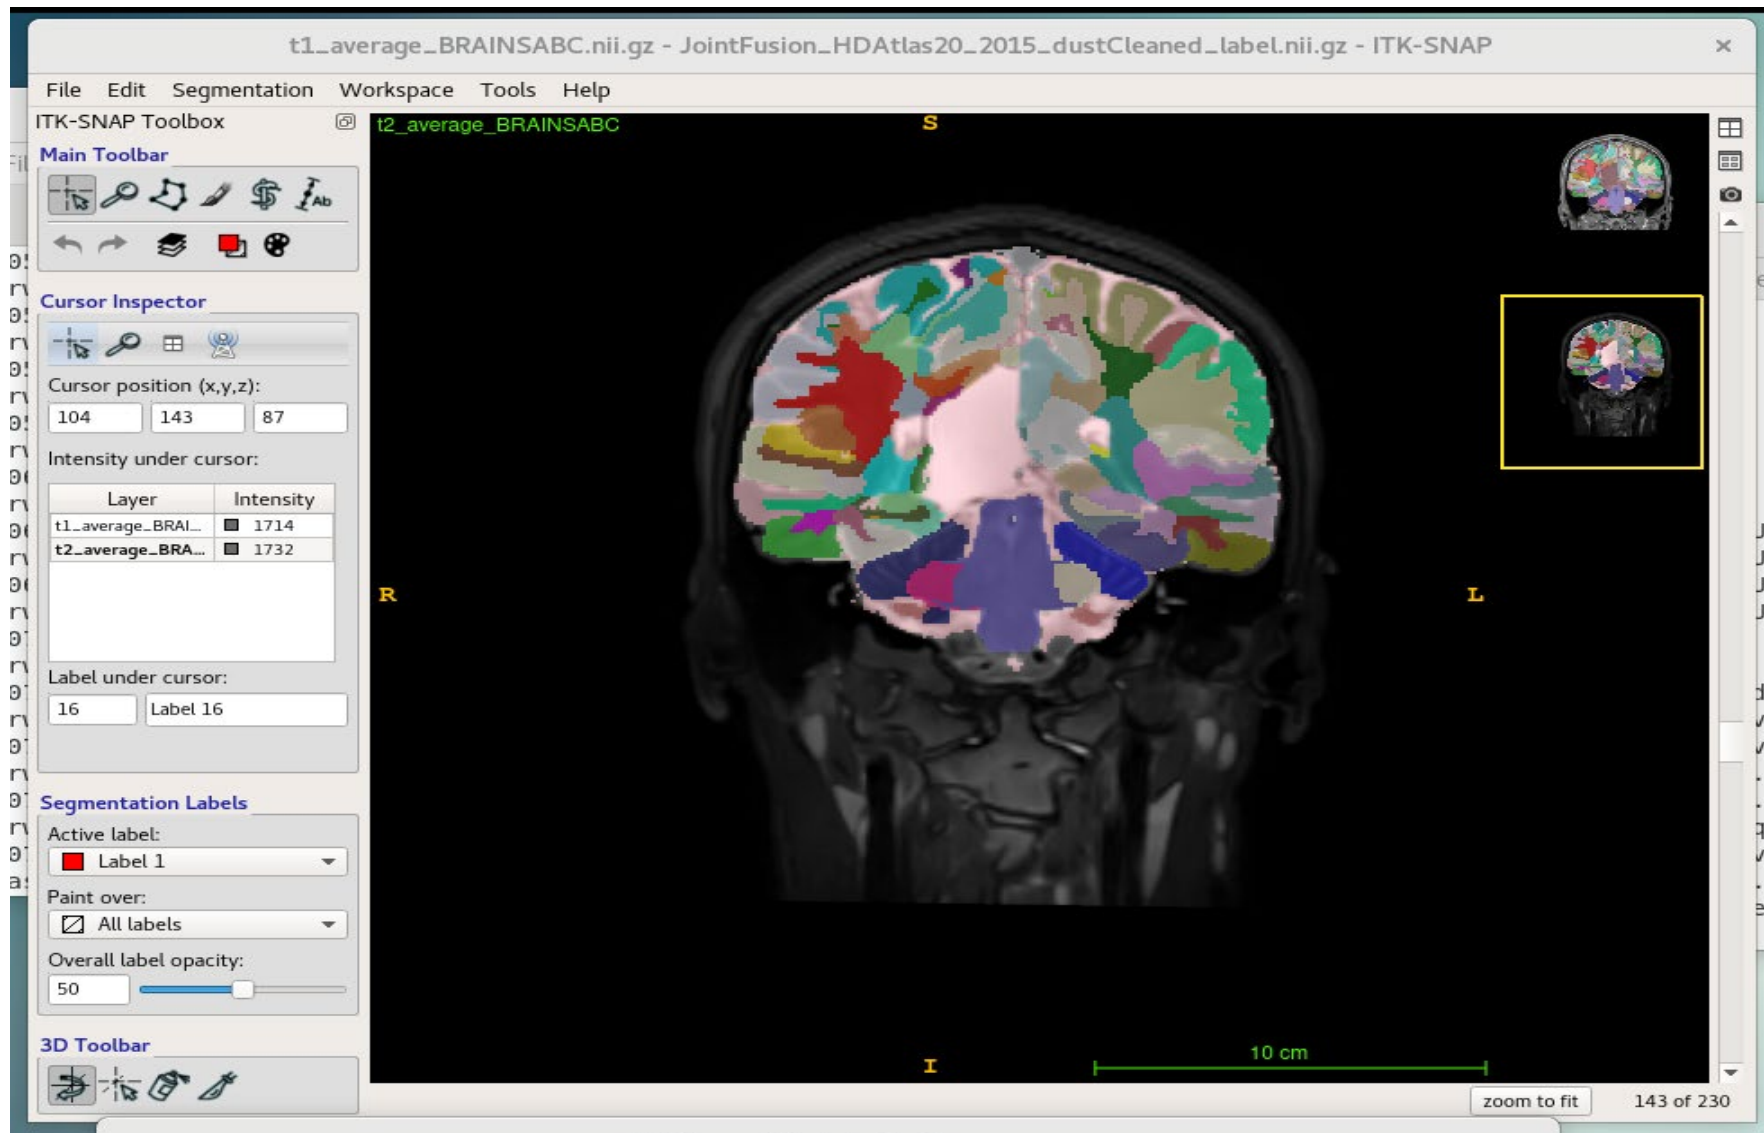 t1_average_BRAINSABC.nii.gz - JointFusion_HDAtlas20_2015_dustCleaned_label.nii.gz - ITK-SNAP
File Edit Segmentation Workspace Tools Help
ITK-SNAP Toolbox
Main Toolbar
Ab
Cursor Inspector
Cursor position (x,y,z):
104 143 87
Intensity under cursor:
Layer Intensity
t1_average_BRAI... 1714
t2_average_BRA... 1732
Label under cursor:
16 Label 16
Segmentation Labels
Active label:
Label 1
Paint over:
All labels
Overall label opacity:
50
3D Toolbar
t2_average_BRAINSABC
S
R
L
I
10 cm
zoom to fit 143 of 230